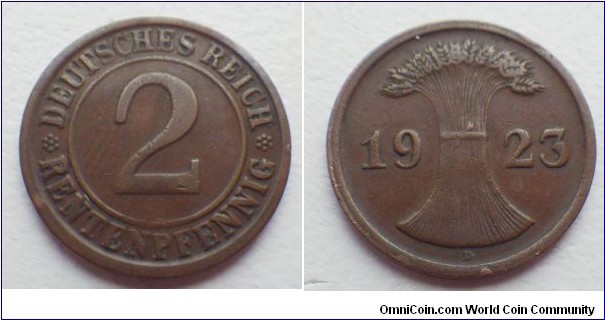 DEUTSCHES REICH
2
RENTENPFENNIG
19 23
D
OmniCoin.com World Coin Community